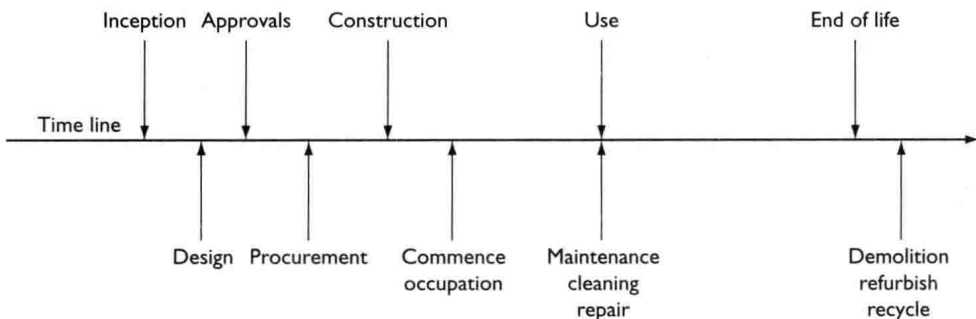 Inception Approvals Construction Use End of life
Time line
Design Procurement Commence occupation Maintenance cleaning repair Demolition refurbish recycle